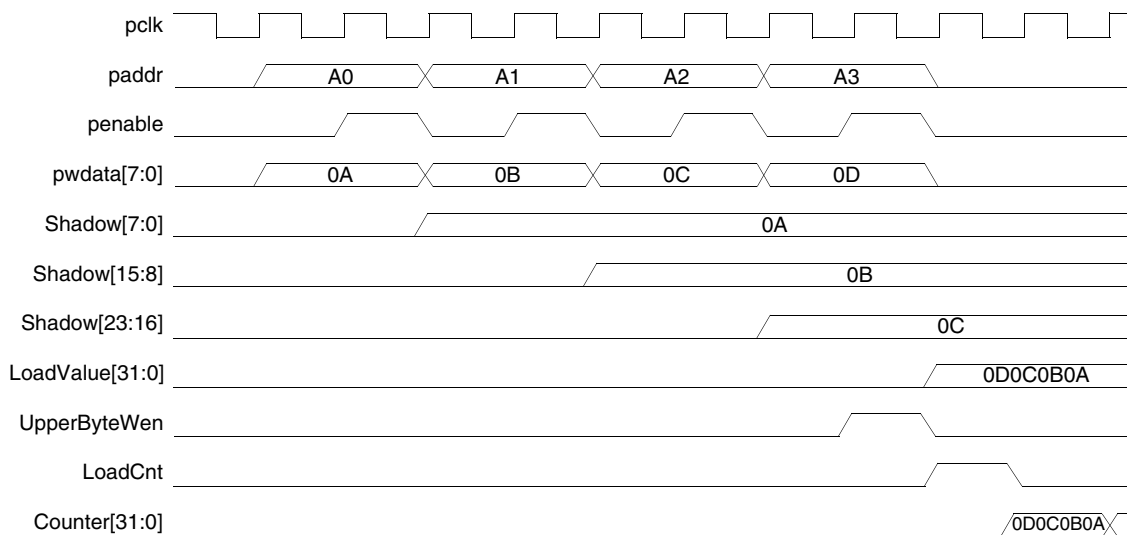 pclk
paddr A0 A1 A2 A3
penable
pwdata[7:0] 0A 0B 0C 0D
Shadow[7:0] 0A
Shadow[15:8] 0B
Shadow[23:16] 0C
LoadValue[31:0] 0D0C0B0A
UpperByteWen
LoadCnt
Counter[31:0] 0D0C0B0A